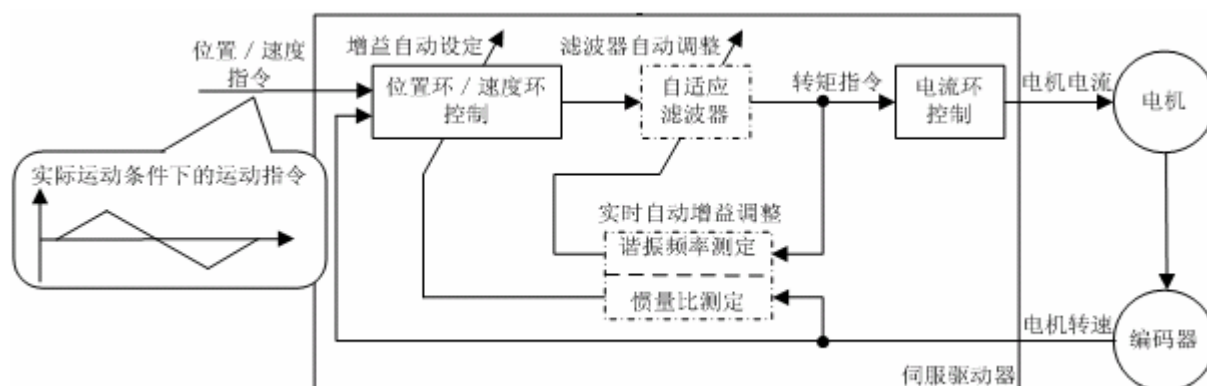 位置/速度
指令
增益自动设定
滤波器自动调整
位置环/速度环
控制
自适应
滤波器
转矩指令
电流环
控制
电机电流
电机
实际运动条件下的运动指令
实时自动增益调整
谐振频率测定
惯量比测定
电机转速
编码器
伺服驱动器